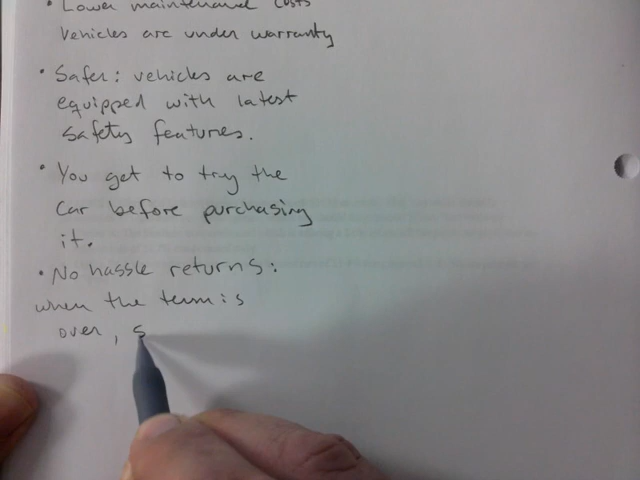 • Lower maintenance costs
Vehicles are under warranty
• Safer: vehicles are
equipped with latest
safety features.
• You get to try the
car before purchasing
it.
• No hassle returns:
when the term is
over, s